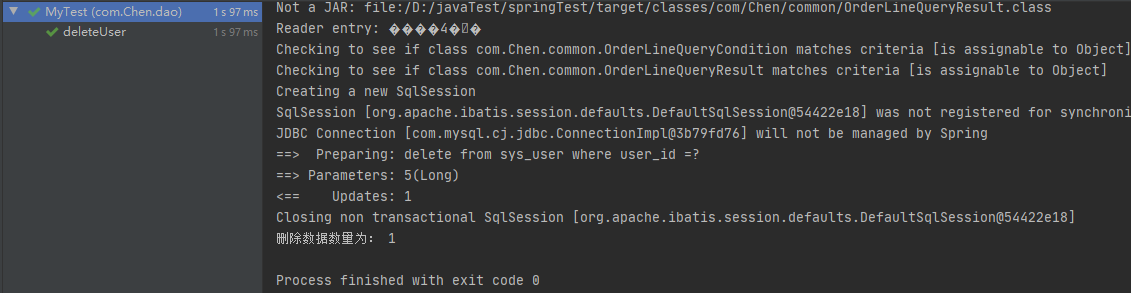 MyTest (com.Chen.dao) 1 s 97 ms
deleteUser 1 s 97 ms
Not a JAR: file:/D:/javaTest/springTest/target/classes/com/Chen/common/OrderLineQueryResult.class
Reader entry: ����4�
Checking to see if class com.Chen.common.OrderLineQueryCondition matches criteria [is assignable to Object]
Checking to see if class com.Chen.common.OrderLineQueryResult matches criteria [is assignable to Object]
Creating a new SqlSession
SqlSession [org.apache.ibatis.session.defaults.DefaultSqlSession@54422e18] was not registered for synchroni
JDBC Connection [com.mysql.cj.jdbc.ConnectionImpl@3b79fd76] will not be managed by Spring
==>  Preparing: delete from sys_user where user_id =?
==> Parameters: 5(Long)
<==    Updates: 1
Closing non transactional SqlSession [org.apache.ibatis.session.defaults.DefaultSqlSession@54422e18]
删除数据数量为： 1
Process finished with exit code 0